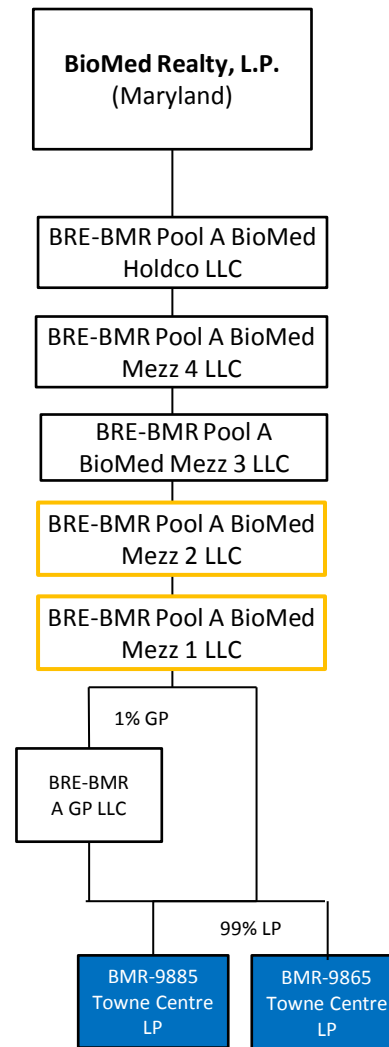 BioMed Realty, L.P.
(Maryland)
BRE-BMR Pool A BioMed
Holdco LLC
BRE-BMR Pool A BioMed
Mezz 4 LLC
BRE-BMR Pool A
BioMed Mezz 3 LLC
BRE-BMR Pool A BioMed
Mezz 2 LLC
BRE-BMR Pool A BioMed
Mezz 1 LLC
1% GP
BRE-BMR
A GP LLC
99% LP
BMR-9885
Towne Centre
LP
BMR-9865
Towne Centre
LP